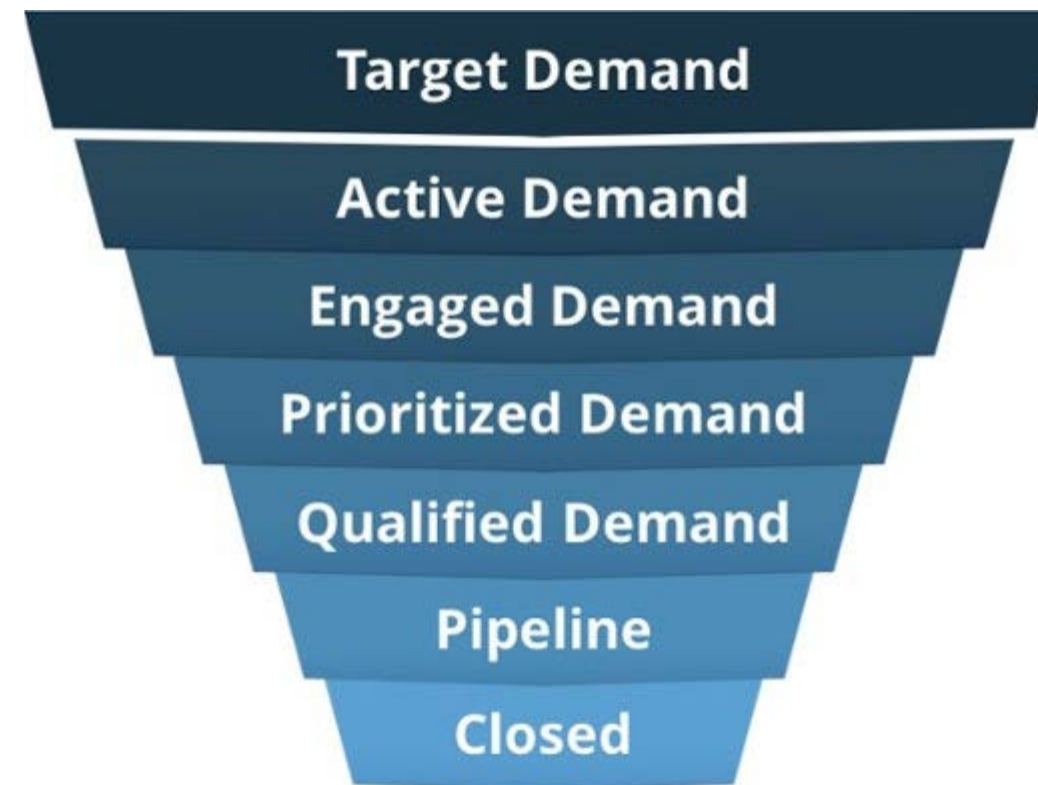 Target Demand
Active Demand
Engaged Demand
Prioritized Demand
Qualified Demand
Pipeline
Closed